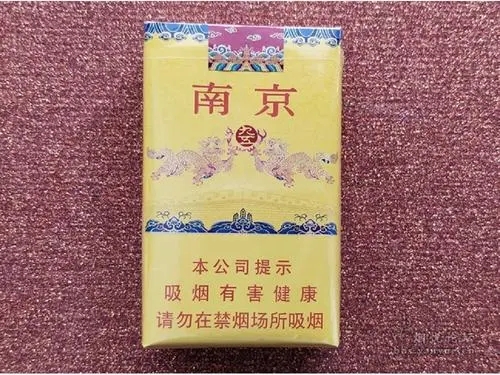 南京
本公司提示
吸烟有害健康
请勿在禁烟场所吸烟